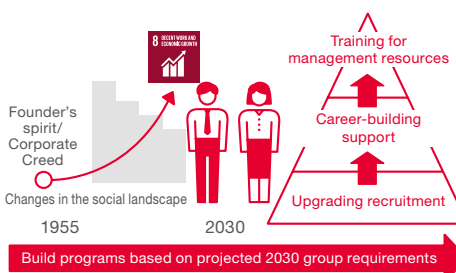 8 DECENT WORK AND
ECONOMIC GROWTH
Training for
management resources
Founder's
spirit/
Corporate
Creed
Career-building
support
Changes in the social landscape
Upgrading recruitment
1955
2030
Build programs based on projected 2030 group requirements